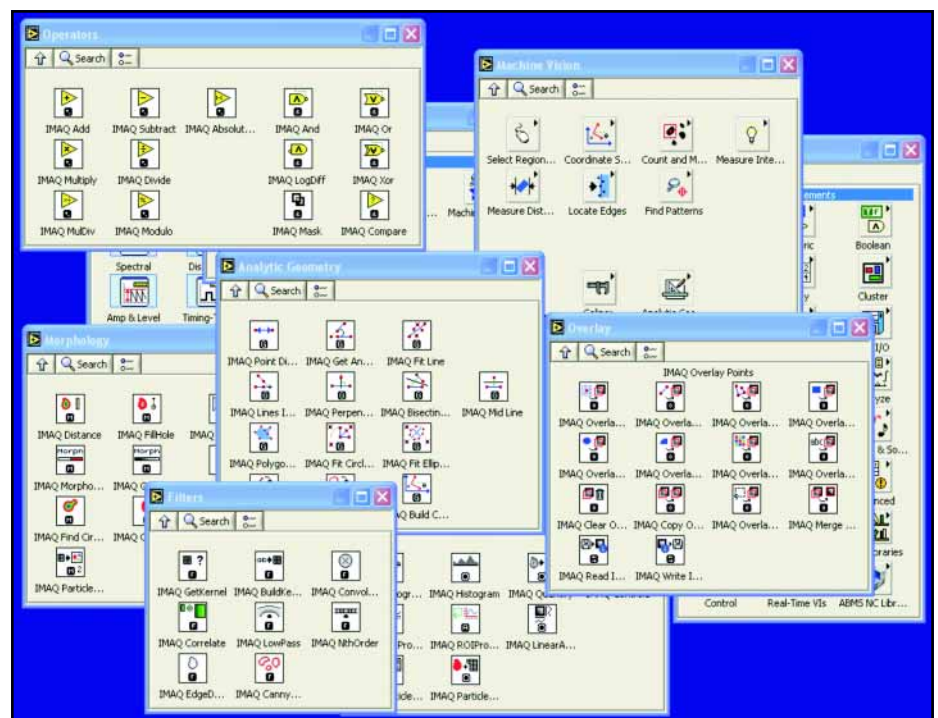 Operators
Search
IMAQ Add IMAQ Subtract IMAQ Absolut... IMAQ And IMAQ Or
IMAQ Multiply IMAQ Divide IMAQ LogDiff IMAQ Xor
IMAQ MulDiv IMAQ Modulo IMAQ Mask IMAQ Compare
Machine Vision
Search
Select Region... Coordinate S... Count and M... Measure Inte...
Measure Dist... Locate Edges Find Patterns
Boolean
Cluster
I/O
& So...
Control Real-Time VIs ABMS NC Libr...
Spectral Dis
Amp & Level Timing-T
Analytic Geometry
Search
IMAQ Point Di... IMAQ Get An... IMAQ Fit Line
IMAQ Lines I... IMAQ Perpen... IMAQ Bisectin... IMAQ Mid Line
IMAQ Polygo... IMAQ Fit Circl... IMAQ Fit Ellip...
IMAQ Build C...
Overlay
Search
IMAQ Overlay Points
IMAQ Overla... IMAQ Overla... IMAQ Overla... IMAQ Overla...
IMAQ Overla... IMAQ Overla... IMAQ Overla... IMAQ Overla...
IMAQ Clear O... IMAQ Copy O... IMAQ Overla... IMAQ Merge ...
IMAQ Read I... IMAQ Write I...
Morphology
Search
IMAQ Distance IMAQ FillHole IMAQ
IMAQ Morpho... IMAQ
IMAQ Find Cir... IMAQ
IMAQ Particle...
Filters
Search
IMAQ GetKernel IMAQ BuildKe... IMAQ Convol...
IMAQ Correlate IMAQ LowPass IMAQ NthOrder
IMAQ EdgeD... IMAQ Canny...
IMAQ Histogram
IMAQ ROIPro... IMAQ LinearA...
IMAQ Particle...